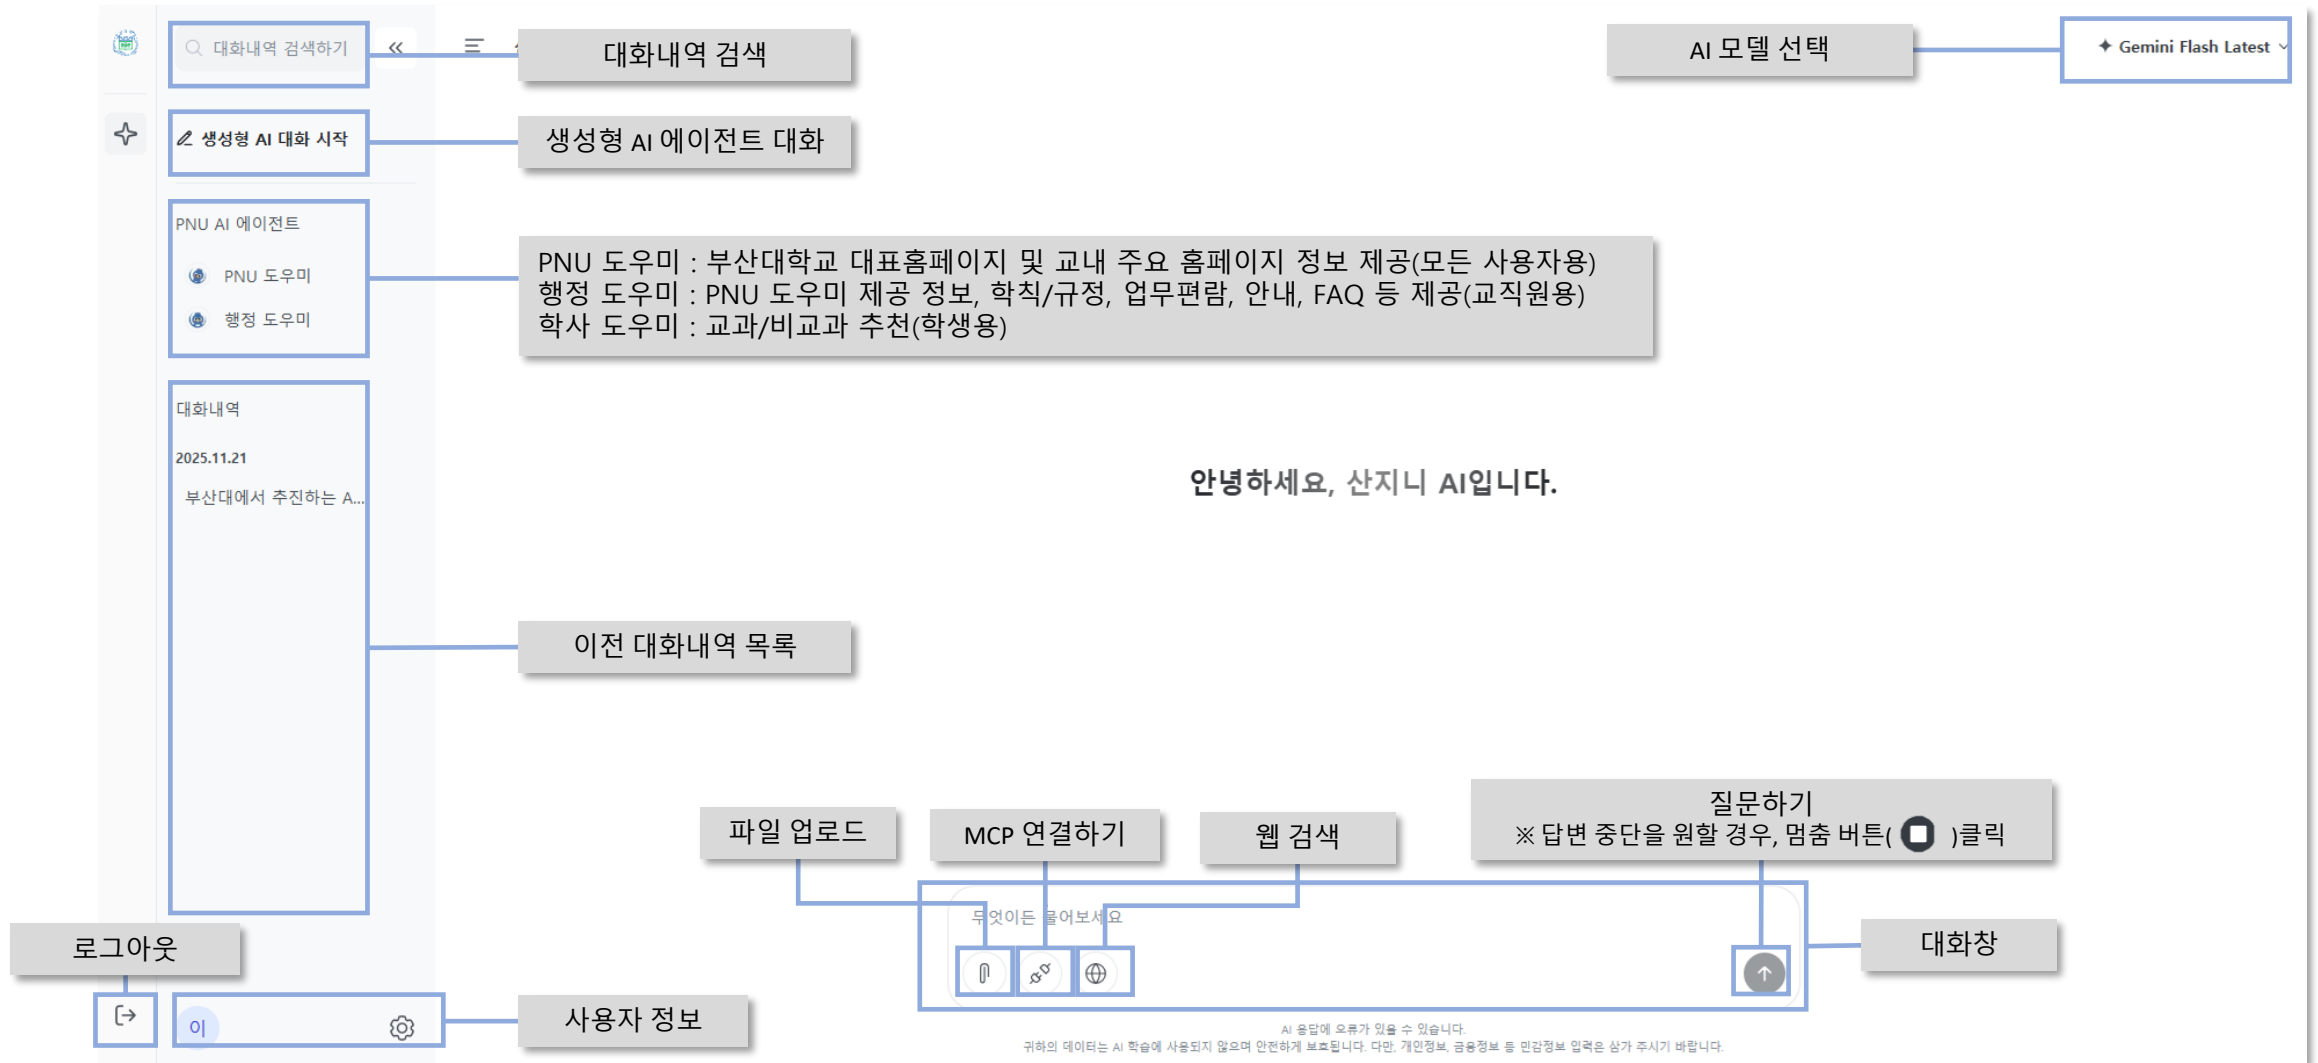 대화내역 검색하기
대화내역 검색
AI 모델 선택
Gemini Flash Latest
생성형 AI 대화 시작
생성형 AI 에이전트 대화
PNU AI 에이전트
PNU 도우미
행정 도우미
PNU 도우미 : 부산대학교 대표홈페이지 및 교내 주요 홈페이지 정보 제공(모든 사용자용)
행정 도우미 : PNU 도우미 제공 정보, 학칙/규정, 업무편람, 안내, FAQ 등 제공(교직원용)
학사 도우미 : 교과/비교과 추천(학생용)
대화내역
2025.11.21
부산대에서 추진하는 A...
안녕하세요, 산지니 AI입니다.
이전 대화내역 목록
파일 업로드
MCP 연결하기
웹 검색
질문하기
※ 답변 중단을 원할 경우, 멈춤 버튼( )클릭
무엇이든 물어보세요
대화창
로그아웃
이
사용자 정보
AI 응답에 오류가 있을 수 있습니다.
귀하의 데이터는 AI 학습에 사용되지 않으며 안전하게 보호됩니다. 다만, 개인정보, 금융정보 등 민감정보 입력은 삼가 주시기 바랍니다.